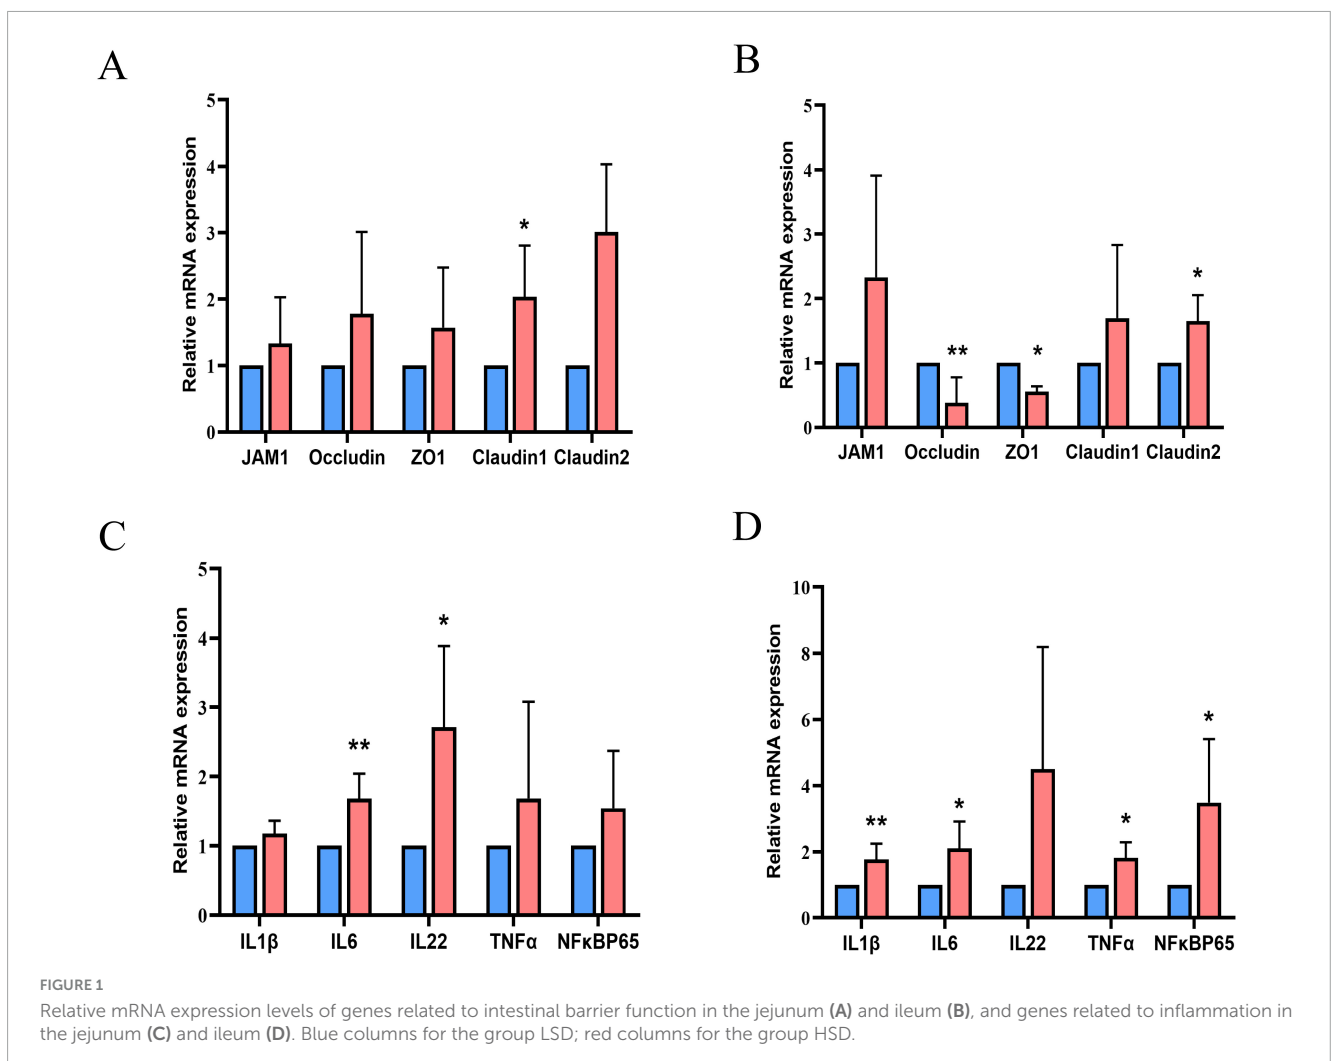 A
Relative mRNA expression
5
4
3
2
1
0
*
JAM1 Occludin ZO1 Claudin1 Claudin2
B
Relative mRNA expression
5
4
3
2
1
0
** * *
JAM1 Occludin ZO1 Claudin1 Claudin2
C
Relative mRNA expression
5
4
3
2
1
0
** *
IL1β IL6 IL22 TNFα NFκBP65
D
Relative mRNA expression
10
8
6
4
2
0
** * * *
IL1β IL6 IL22 TNFα NFκBP65
FIGURE 1
Relative mRNA expression levels of genes related to intestinal barrier function in the jejunum (A) and ileum (B), and genes related to inflammation in
the jejunum (C) and ileum (D). Blue columns for the group LSD; red columns for the group HSD.